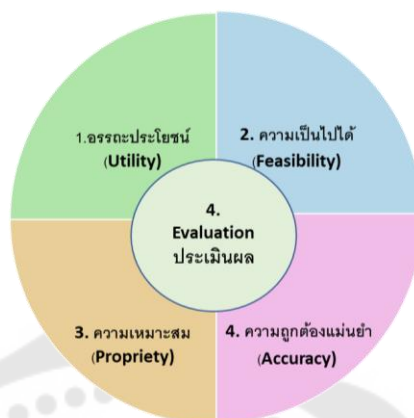 1.อรรถะประโยชน์
(Utility)
2. ความเป็นไปได้
(Feasibility)
4.
Evaluation
ประเมินผล
3. ความเหมาะสม
(Propriety)
4. ความถูกต้องแม่นยำ
(Accuracy)